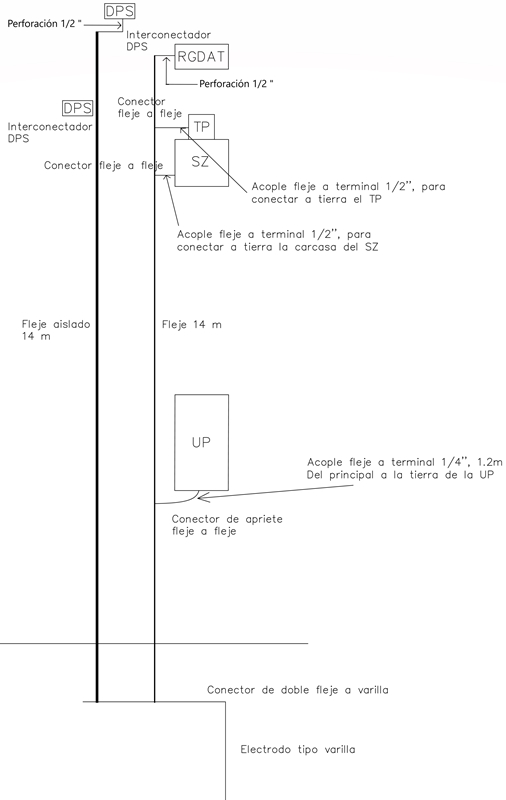 DPS
Perforación 1/2 "
Interconectador
DPS
RGDAT
Perforación 1/2 "
DPS
Conector
fleje a fleje
Interconectador
DPS
TP
SZ
Conector fleje a fleje
Acople fleje a terminal 1/2", para
conectar a tierra el TP
Acople fleje a terminal 1/2", para
conectar a tierra la carcasa del SZ
Fleje aislado
14 m
Fleje 14 m
UP
Acople fleje a terminal 1/4", 1.2m
Del principal a la tierra de la UP
Conector de apriete
fleje a fleje
Conector de doble fleje a varilla
Electrodo tipo varilla